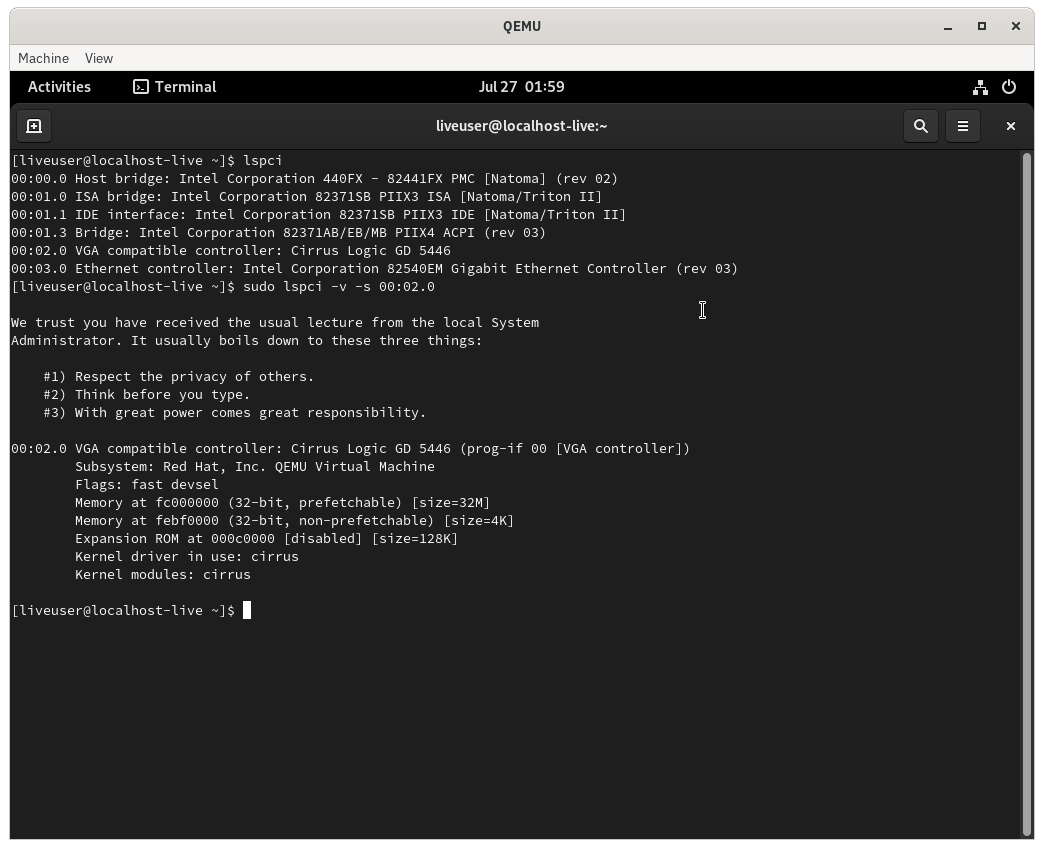 QEMU
Machine View
Activities Terminal Jul 27 01:59
liveuser@localhost-live:~
[liveuser@localhost-live ~]$ lspci
00:00.0 Host bridge: Intel Corporation 440FX - 82441FX PMC [Natoma] (rev 02)
00:01.0 ISA bridge: Intel Corporation 82371SB PIIX3 ISA [Natoma/Triton II]
00:01.1 IDE interface: Intel Corporation 82371SB PIIX3 IDE [Natoma/Triton II]
00:01.3 Bridge: Intel Corporation 82371AB/EB/MB PIIX4 ACPI (rev 03)
00:02.0 VGA compatible controller: Cirrus Logic GD 5446
00:03.0 Ethernet controller: Intel Corporation 82540EM Gigabit Ethernet Controller (rev 03)
[liveuser@localhost-live ~]$ sudo lspci -v -s 00:02.0

We trust you have received the usual lecture from the local System
Administrator. It usually boils down to these three things:

    #1) Respect the privacy of others.
    #2) Think before you type.
    #3) With great power comes great responsibility.

00:02.0 VGA compatible controller: Cirrus Logic GD 5446 (prog-if 00 [VGA controller])
        Subsystem: Red Hat, Inc. QEMU Virtual Machine
        Flags: fast devsel
        Memory at fc000000 (32-bit, prefetchable) [size=32M]
        Memory at febf0000 (32-bit, non-prefetchable) [size=4K]
        Expansion ROM at 000c0000 [disabled] [size=128K]
        Kernel driver in use: cirrus
        Kernel modules: cirrus

[liveuser@localhost-live ~]$